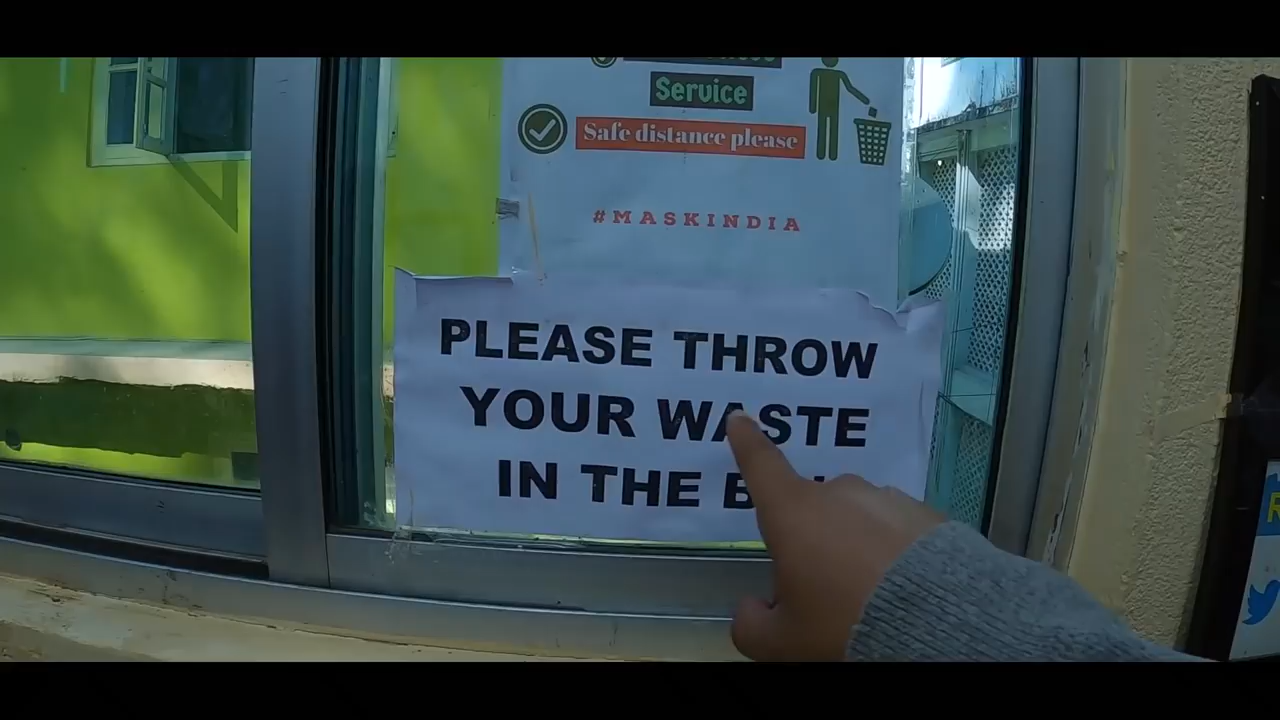 Service
Safe distance please
#MASKINDIA
PLEASE THROW
YOUR WASTE
IN THE